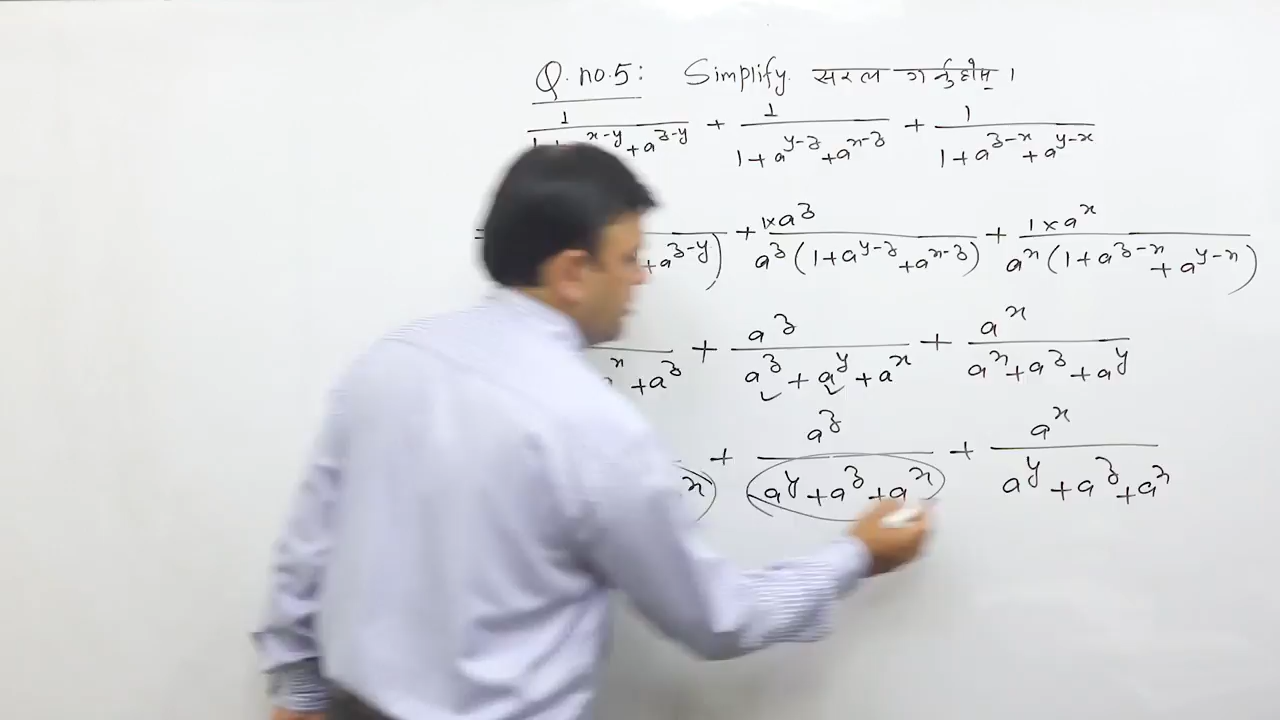 Q. no.5: Simplify. सरल गर्नुहोस् ।
1/(1+a^{x-y}+a^{z-y}) + 1/(1+a^{y-z}+a^{x-z}) + 1/(1+a^{z-x}+a^{y-x})
= +a^{z-y}) + 1×a^z/(a^z(1+a^{y-z}+a^{x-z})) + 1×a^x/(a^x(1+a^{z-x}+a^{y-x}))
a^x+a^z + a^z/(a^z+a^y+a^x) + a^x/(a^x+a^z+a^y)
x) + a^z/(a^y+a^z+a^x) + a^x/(a^y+a^z+a^x)